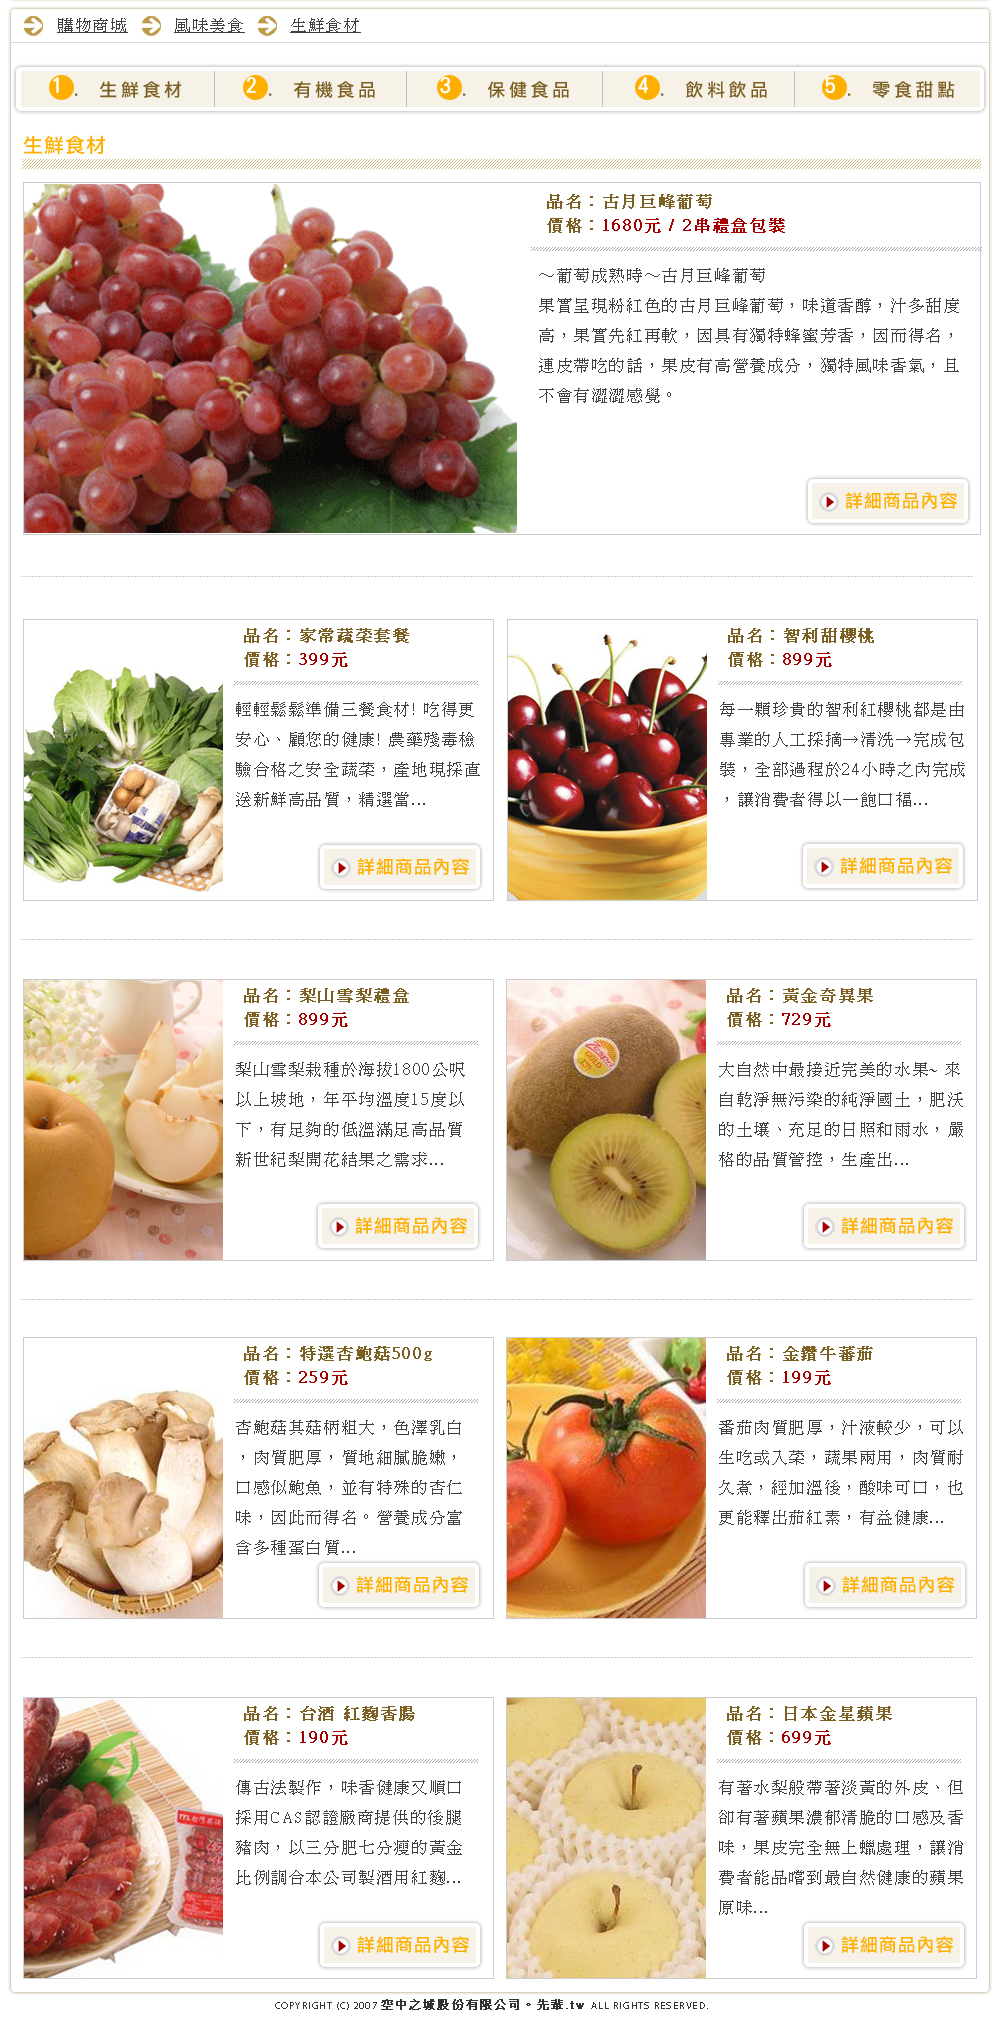 購物商城 風味美食 生鮮食材
1. 生鮮食材 2. 有機食品 3. 保健食品 4. 飲料飲品 5. 零食甜點
生鮮食材
品名：古月巨峰葡萄
價格：1680元 / 2串禮盒包裝
～葡萄成熟時～古月巨峰葡萄
果實呈現粉紅色的古月巨峰葡萄，味道香醇，汁多甜度
高，果實先紅再軟，因具有獨特蜂蜜芳香，因而得名，
連皮帶吃的話，果皮有高營養成分，獨特風味香氣，且
不會有澀澀感覺。
詳細商品內容
品名：家常蔬菜套餐
價格：399元
輕輕鬆鬆準備三餐食材! 吃得更
安心、顧您的健康! 農藥殘毒檢
驗合格之安全蔬菜，產地現採直
送新鮮高品質，精選當...
詳細商品內容
品名：智利甜櫻桃
價格：899元
每一顆珍貴的智利紅櫻桃都是由
專業的人工採摘→清洗→完成包
裝，全部過程於24小時之內完成
，讓消費者得以一飽口福...
詳細商品內容
品名：梨山雪梨禮盒
價格：899元
梨山雪梨栽種於海拔1800公呎
以上坡地，年平均溫度15度以
下，有足夠的低溫滿足高品質
新世紀梨開花結果之需求...
詳細商品內容
品名：黃金奇異果
價格：729元
大自然中最接近完美的水果~ 來
自乾淨無污染的純淨國土，肥沃
的土壤、充足的日照和雨水，嚴
格的品質管控，生產出...
詳細商品內容
品名：特選杏鮑菇500g
價格：259元
杏鮑菇其菇柄粗大，色澤乳白
，肉質肥厚，質地細膩脆嫩，
口感似鮑魚，並有特殊的杏仁
味，因此而得名。營養成分富
含多種蛋白質...
詳細商品內容
品名：金鑽牛蕃茄
價格：199元
番茄肉質肥厚，汁液較少，可以
生吃或入菜，蔬果兩用，肉質耐
久煮，經加溫後，酸味可口，也
更能釋出茄紅素，有益健康...
詳細商品內容
品名：台酒 紅麴香腸
價格：190元
傳古法製作，味香健康又順口
採用CAS認證廠商提供的後腿
豬肉，以三分肥七分瘦的黃金
比例調合本公司製酒用紅麴...
詳細商品內容
品名：日本金星蘋果
價格：699元
有著水梨般帶著淡黃的外皮、但
卻有著蘋果濃郁清脆的口感及香
味，果皮完全無上蠟處理，讓消
費者能品嚐到最自然健康的蘋果
原味...
詳細商品內容
COPYRIGHT (C) 2007 空中之城股份有限公司。先輩.tw ALL RIGHTS RESERVED.